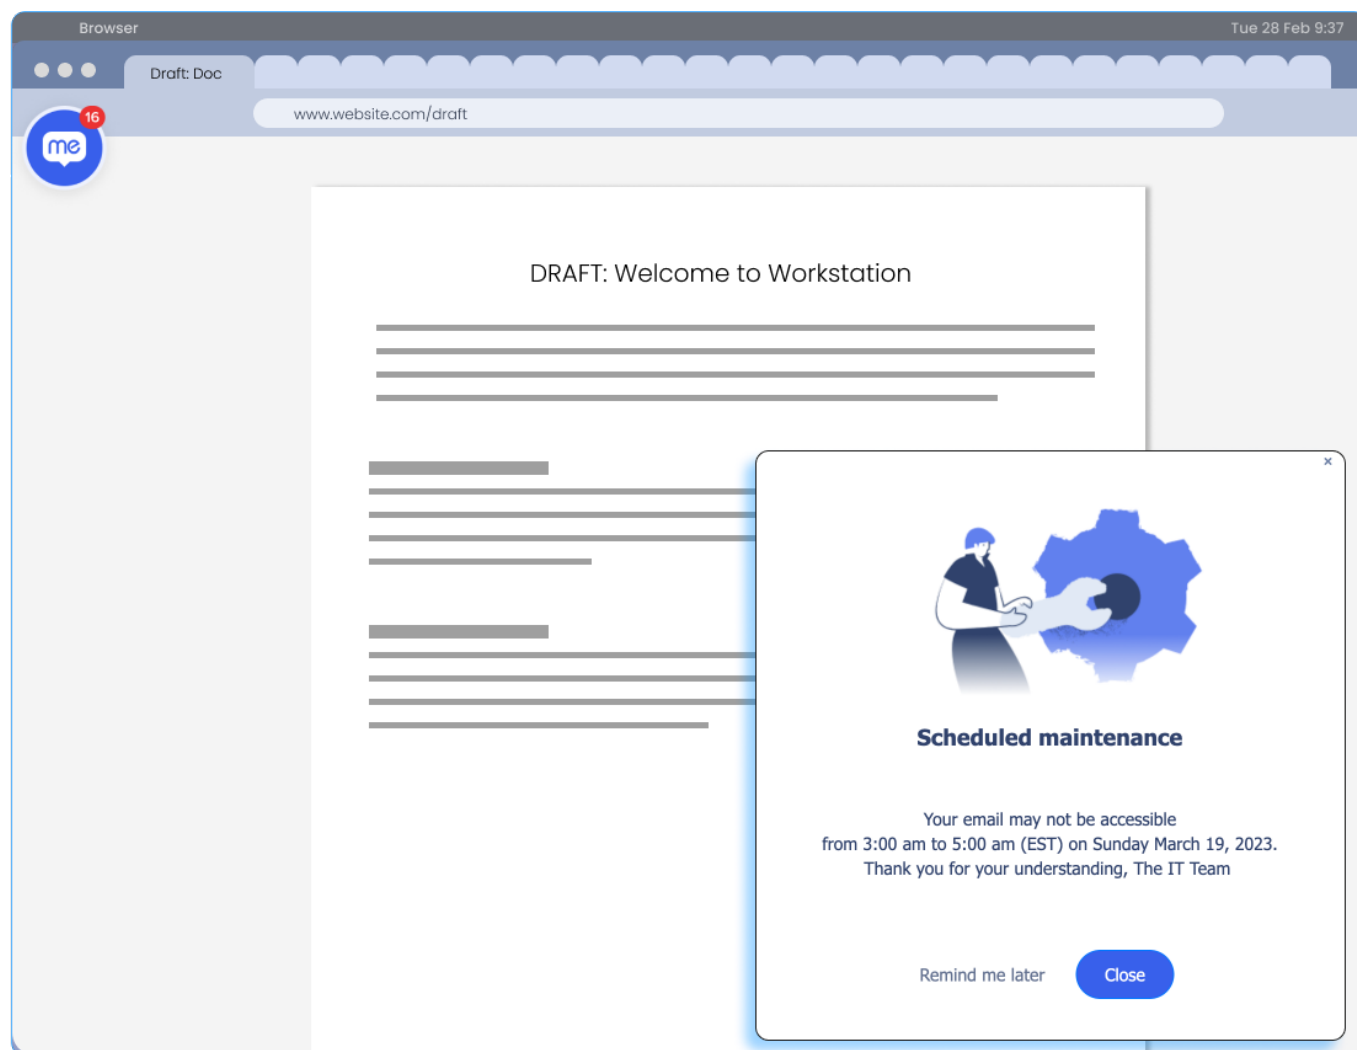 Browser
Tue 28 Feb 9:37
Draft: Doc
www.website.com/draft
16
me
DRAFT: Welcome to Workstation
×
Scheduled maintenance
Your email may not be accessible
from 3:00 am to 5:00 am (EST) on Sunday March 19, 2023.
Thank you for your understanding, The IT Team
Remind me later
Close